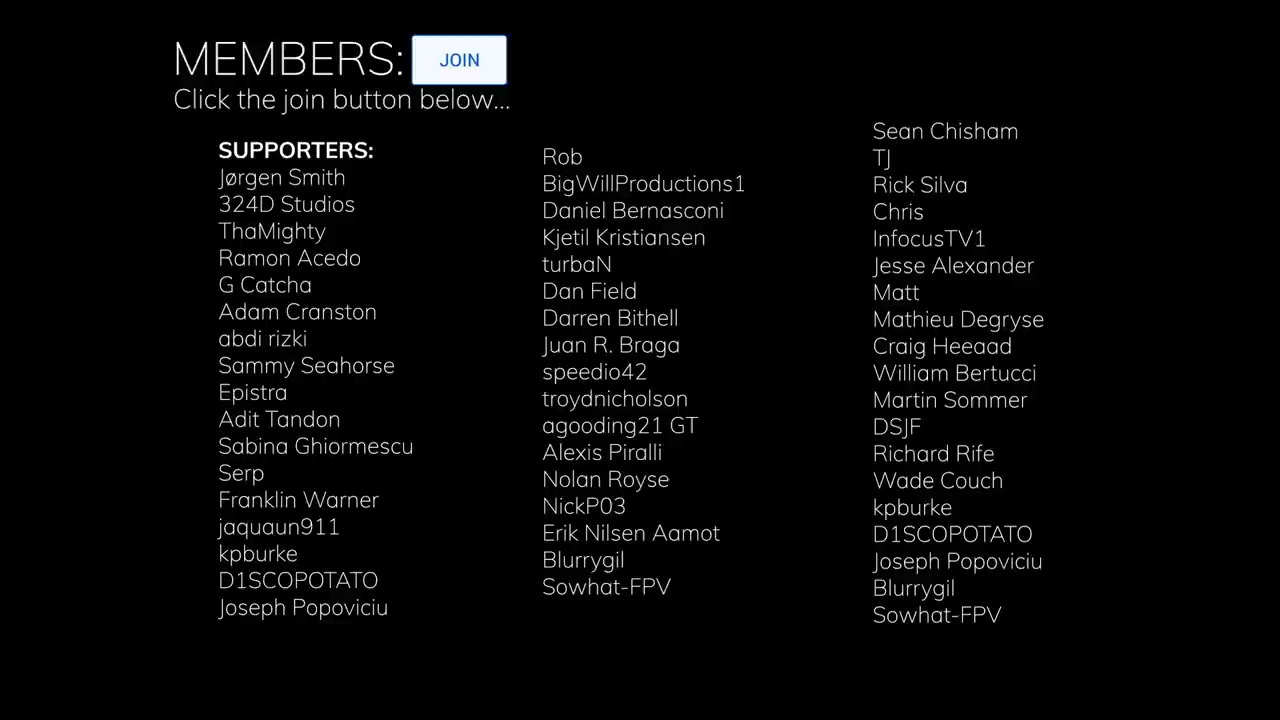 MEMBERS: JOIN
Click the join button below...
SUPPORTERS:
Jørgen Smith
324D Studios
ThaMighty
Ramon Acedo
G Catcha
Adam Cranston
abdi rizki
Sammy Seahorse
Epistra
Adit Tandon
Sabina Ghiormescu
Serp
Franklin Warner
jaquaun911
kpburke
D1SCOPOTATO
Joseph Popoviciu
Rob
BigWillProductions1
Daniel Bernasconi
Kjetil Kristiansen
turbaN
Dan Field
Darren Bithell
Juan R. Braga
speedio42
troydnicholson
agooding21 GT
Alexis Piralli
Nolan Royse
NickP03
Erik Nilsen Aamot
Blurrygil
Sowhat-FPV
Sean Chisham
TJ
Rick Silva
Chris
InfocusTV1
Jesse Alexander
Matt
Mathieu Degryse
Craig Heeaad
William Bertucci
Martin Sommer
DSJF
Richard Rife
Wade Couch
kpburke
D1SCOPOTATO
Joseph Popoviciu
Blurrygil
Sowhat-FPV